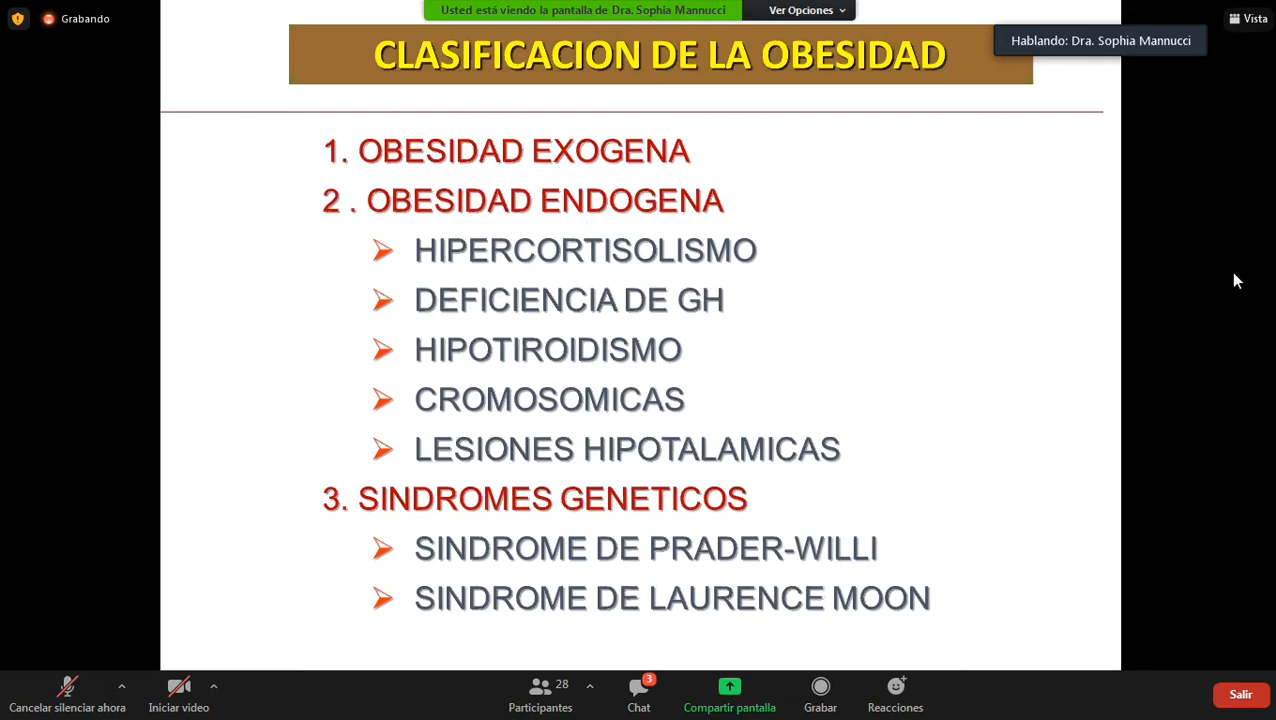 Grabando
Usted está viendo la pantalla de Dra. Sophia Mannucci
Ver Opciones
Vista
Hablando: Dra. Sophia Mannucci
CLASIFICACION DE LA OBESIDAD
1. OBESIDAD EXOGENA
2 . OBESIDAD ENDOGENA
HIPERCORTISOLISMO
DEFICIENCIA DE GH
HIPOTIROIDISMO
CROMOSOMICAS
LESIONES HIPOTALAMICAS
3. SINDROMES GENETICOS
SINDROME DE PRADER-WILLI
SINDROME DE LAURENCE MOON
Cancelar silenciar ahora
Iniciar video
28
Participantes
3
Chat
Compartir pantalla
Grabar
Reacciones
Salir